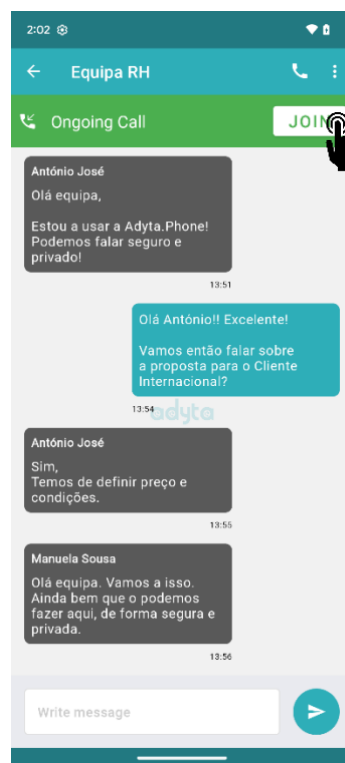 2:02
Equipa RH
Ongoing Call
JOIN
António José
Olá equipa,
Estou a usar a Adyta.Phone!
Podemos falar seguro e
privado!
13:51
Olá António!! Excelente!
Vamos então falar sobre
a proposta para o Cliente
Internacional?
13:54
adyta
António José
Sim,
Temos de definir preço e
condições.
13:55
Manuela Sousa
Olá equipa. Vamos a isso.
Ainda bem que o podemos
fazer aqui, de forma segura e
privada.
13:56
Write message